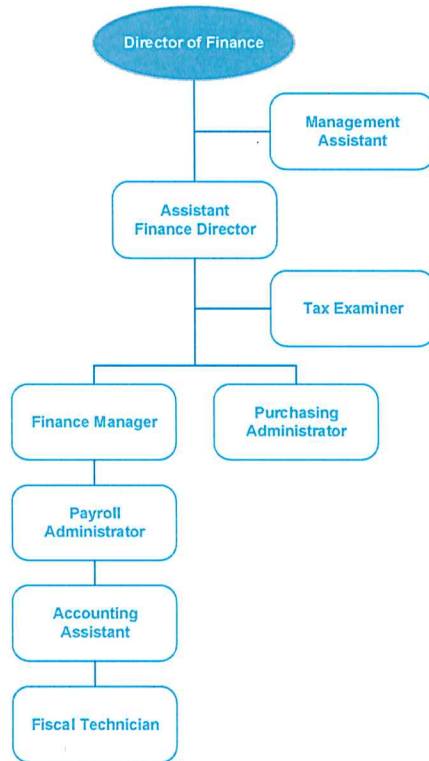 Director of Finance
Management
Assistant
Assistant
Finance Director
Tax Examiner
Finance Manager
Purchasing
Administrator
Payroll
Administrator
Accounting
Assistant
Fiscal Technician